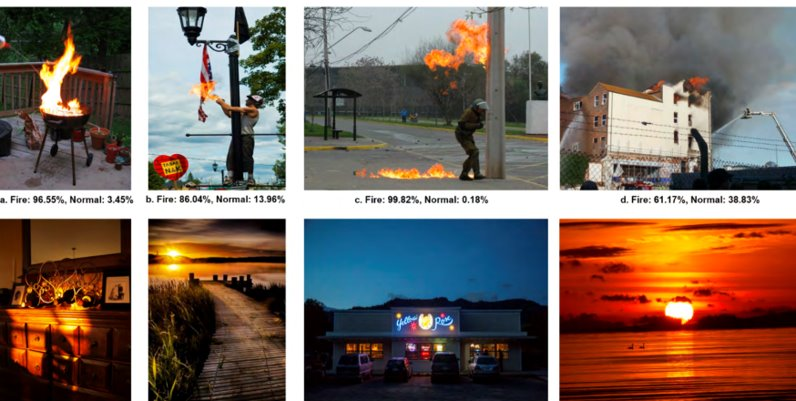 a. Fire: 96.55%, Normal: 3.45%
b. Fire: 86.04%, Normal: 13.96%
c. Fire: 99.82%, Normal: 0.18%
d. Fire: 61.17%, Normal: 38.83%
Yellow Rose